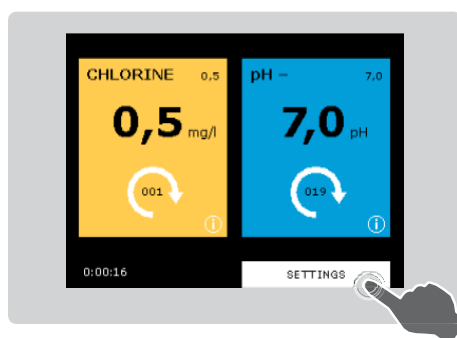 CHLORINE 0,5
0,5 mg/l
001
i
pH – 7,0
7,0 pH
019
i
0:00:16
SETTINGS